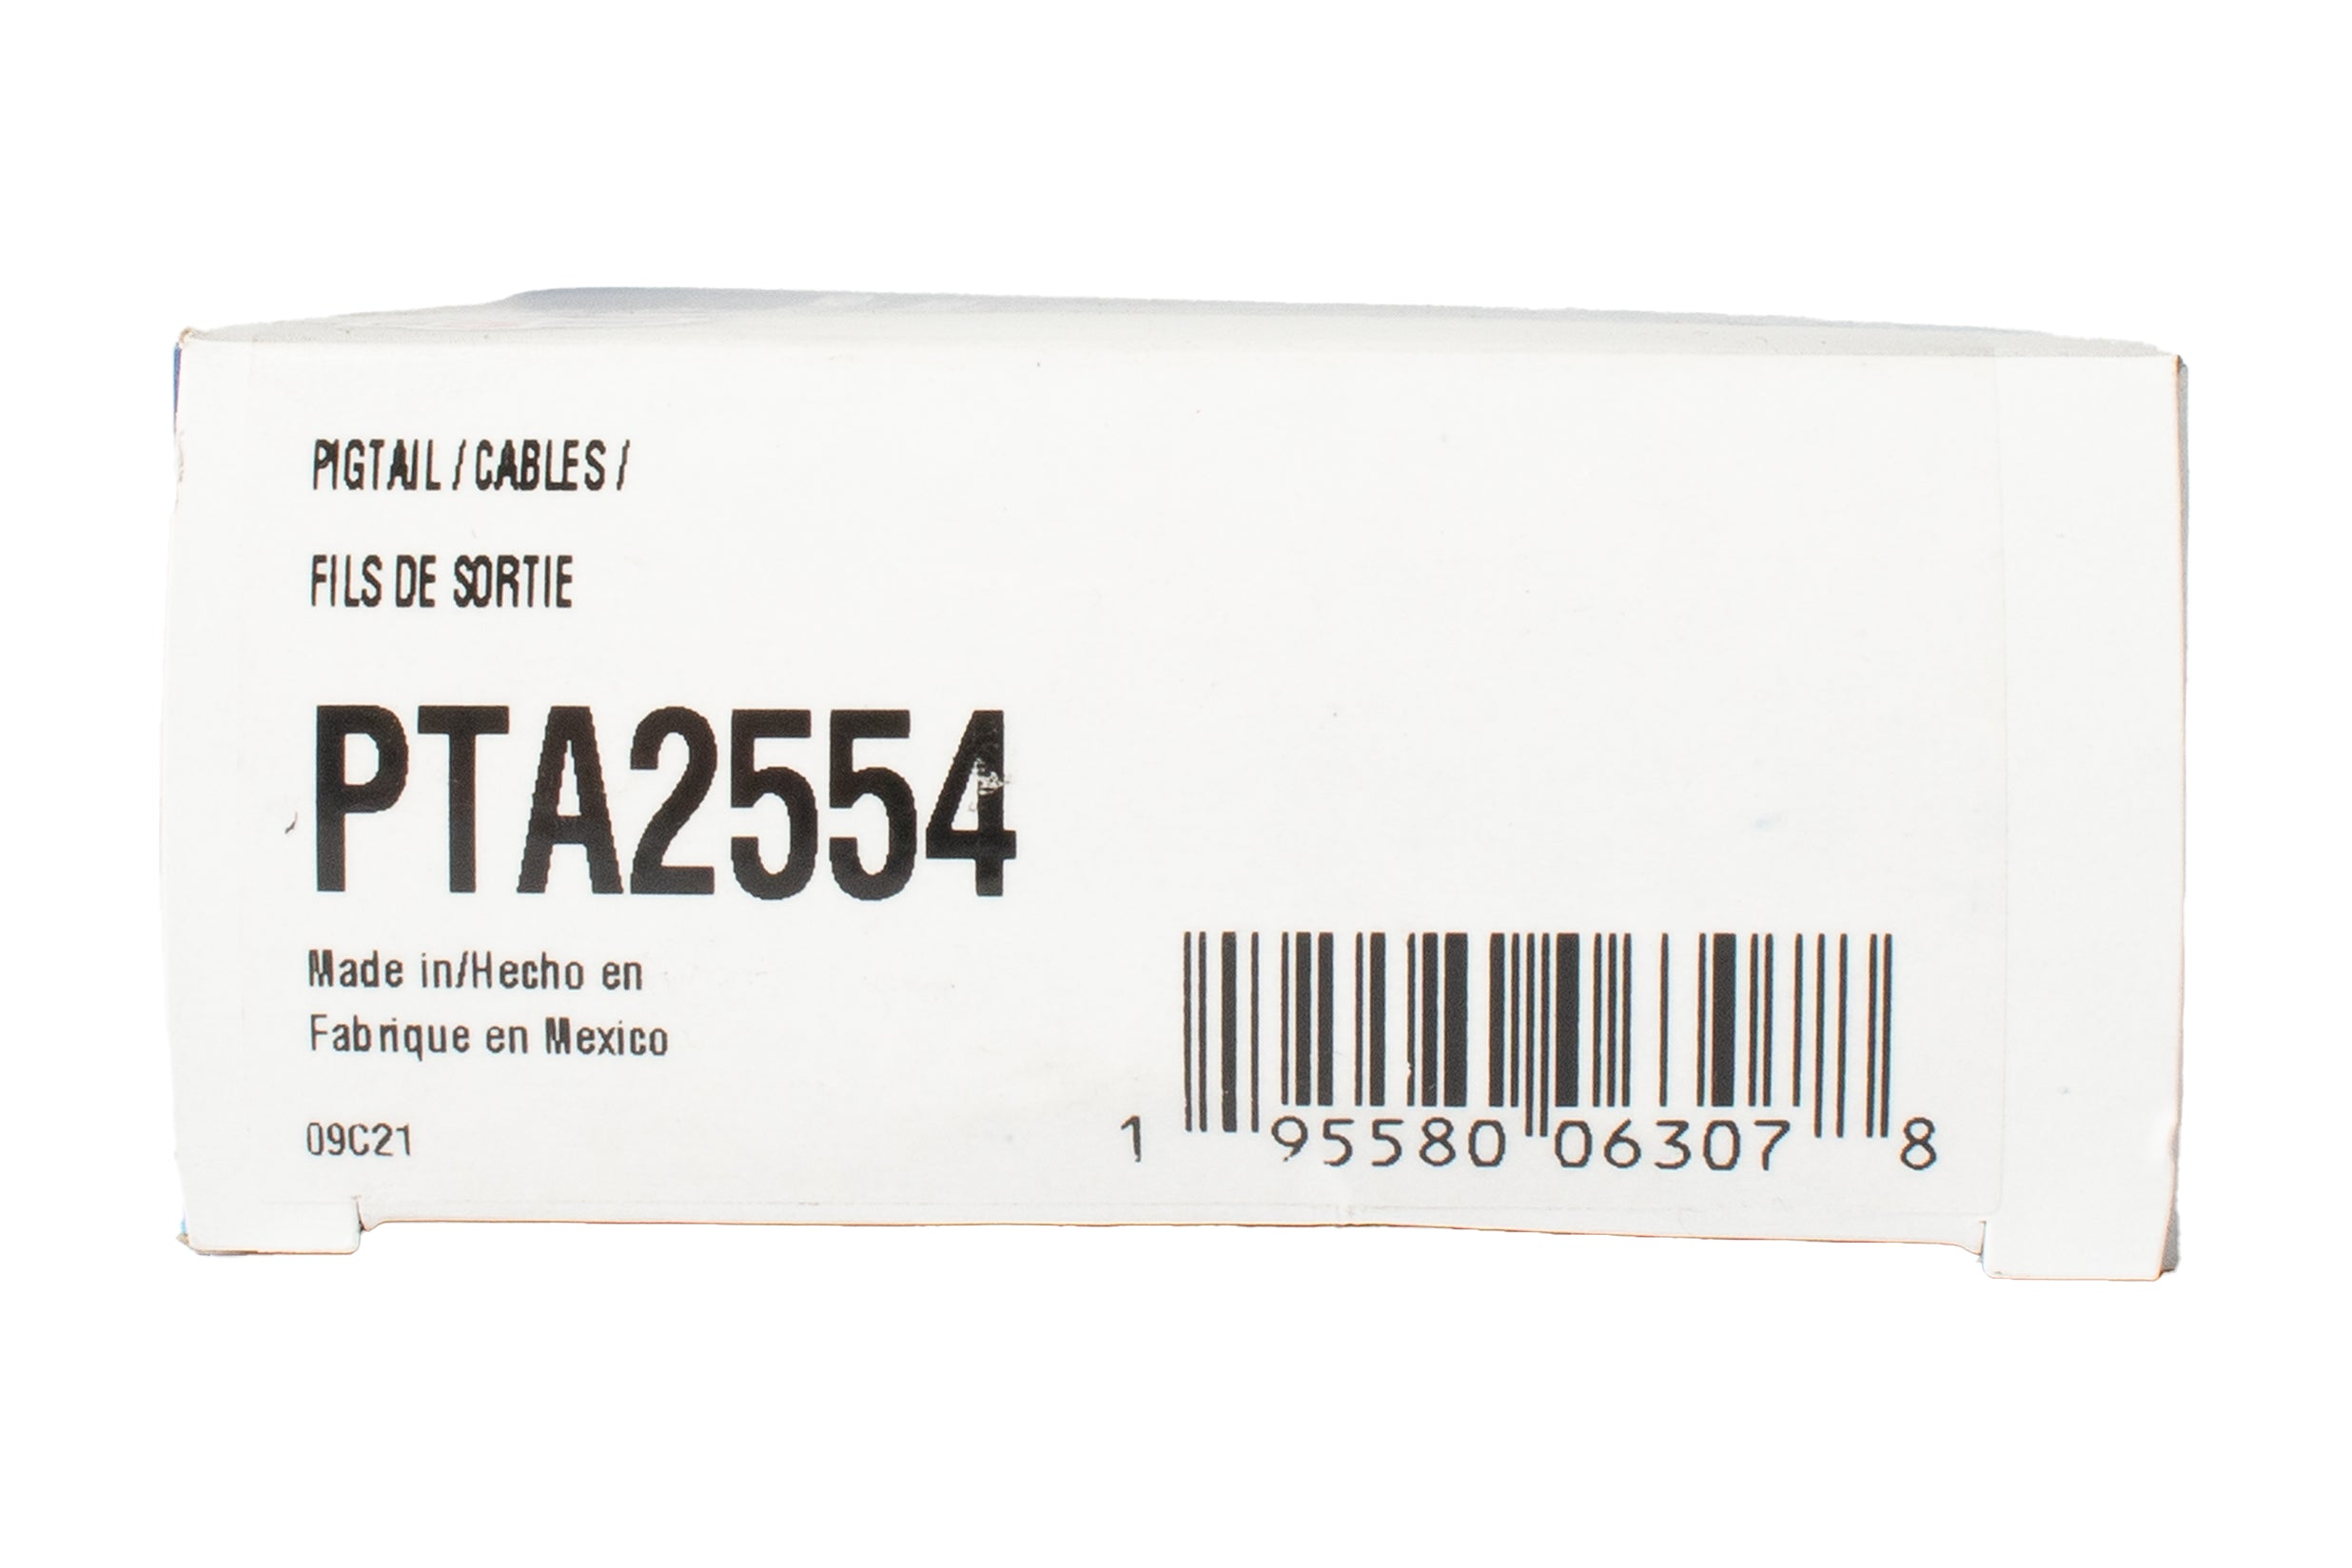 PIGTAIL / CABLES /
FILS DE SORTIE
PTA2554
Made in/Hecho en
Fabrique en Mexico
09C21
1 95580 06307 8